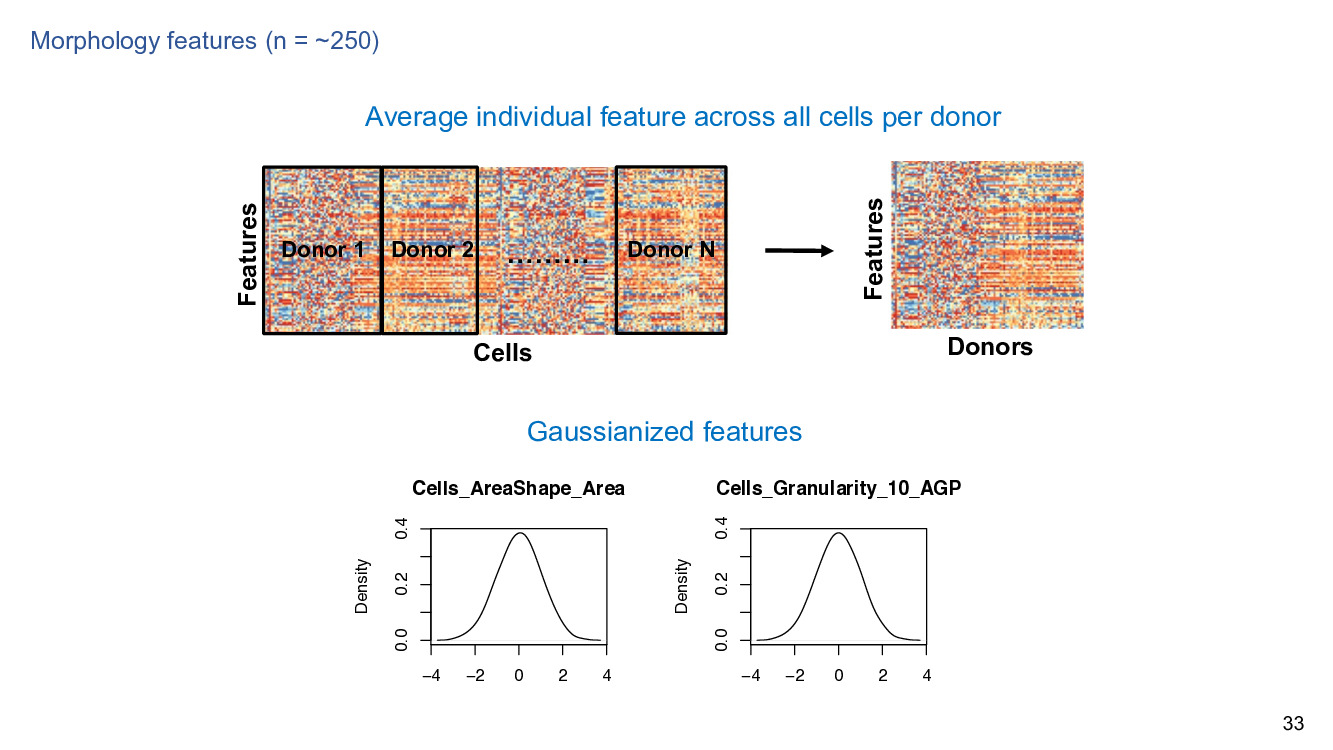 Morphology features (n = ~250)
Average individual feature across all cells per donor
Features
Donor 1
Donor 2
.........
Donor N
Cells
Features
Donors
Gaussianized features
Cells_AreaShape_Area
Density
0.0 0.2 0.4
−4 −2 0 2 4
Cells_Granularity_10_AGP
Density
0.0 0.2 0.4
−4 −2 0 2 4
33